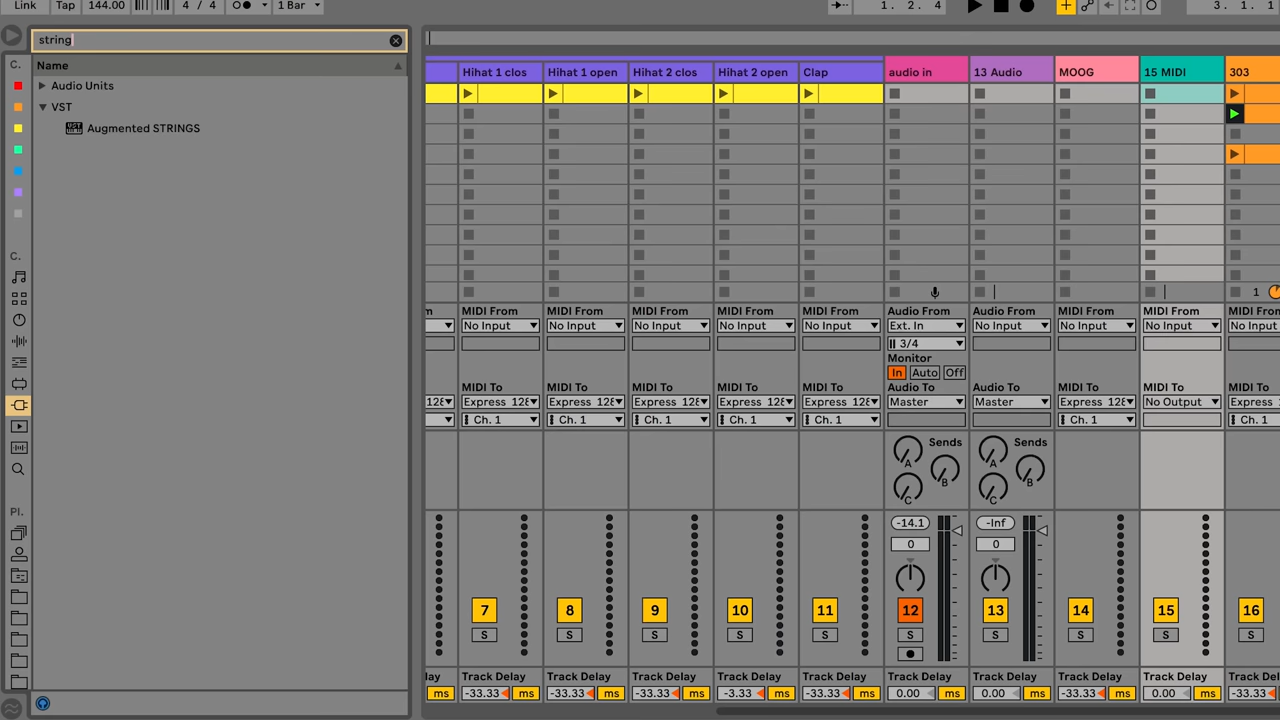 Link Tap 144.00 4 / 4 1 Bar 1. 2. 4 3. 1. 1
string
C. Name
Audio Units
VST
Augmented STRINGS
C.
Pl.
Hihat 1 clos Hihat 1 open Hihat 2 clos Hihat 2 open Clap audio in 13 Audio MOOG 15 MIDI 303
1
MIDI From MIDI From MIDI From MIDI From MIDI From Audio From Audio From MIDI From MIDI From MIDI From
No Input No Input No Input No Input No Input Ext. In No Input No Input No Input No Input
3/4
Monitor
In Auto Off
MIDI To MIDI To MIDI To MIDI To MIDI To Audio To Audio To MIDI To MIDI To MIDI To
Express 128 Express 128 Express 128 Express 128 Express 128 Master Master Express 128 No Output Express
Ch. 1 Ch. 1 Ch. 1 Ch. 1 Ch. 1 Ch. 1 Ch. 1
Sends Sends
A B A B
C C
-14.1 -Inf
0 0
7 8 9 10 11 12 13 14 15 16
S S S S S S S S S S
Track Delay Track Delay Track Delay Track Delay Track Delay Track Delay Track Delay Track Delay Track Delay Track Delay
ms -33.33 ms -33.33 ms -33.33 ms -3.33 ms -33.33 ms 0.00 ms 0.00 ms -33.33 ms 0.00 ms -33.33